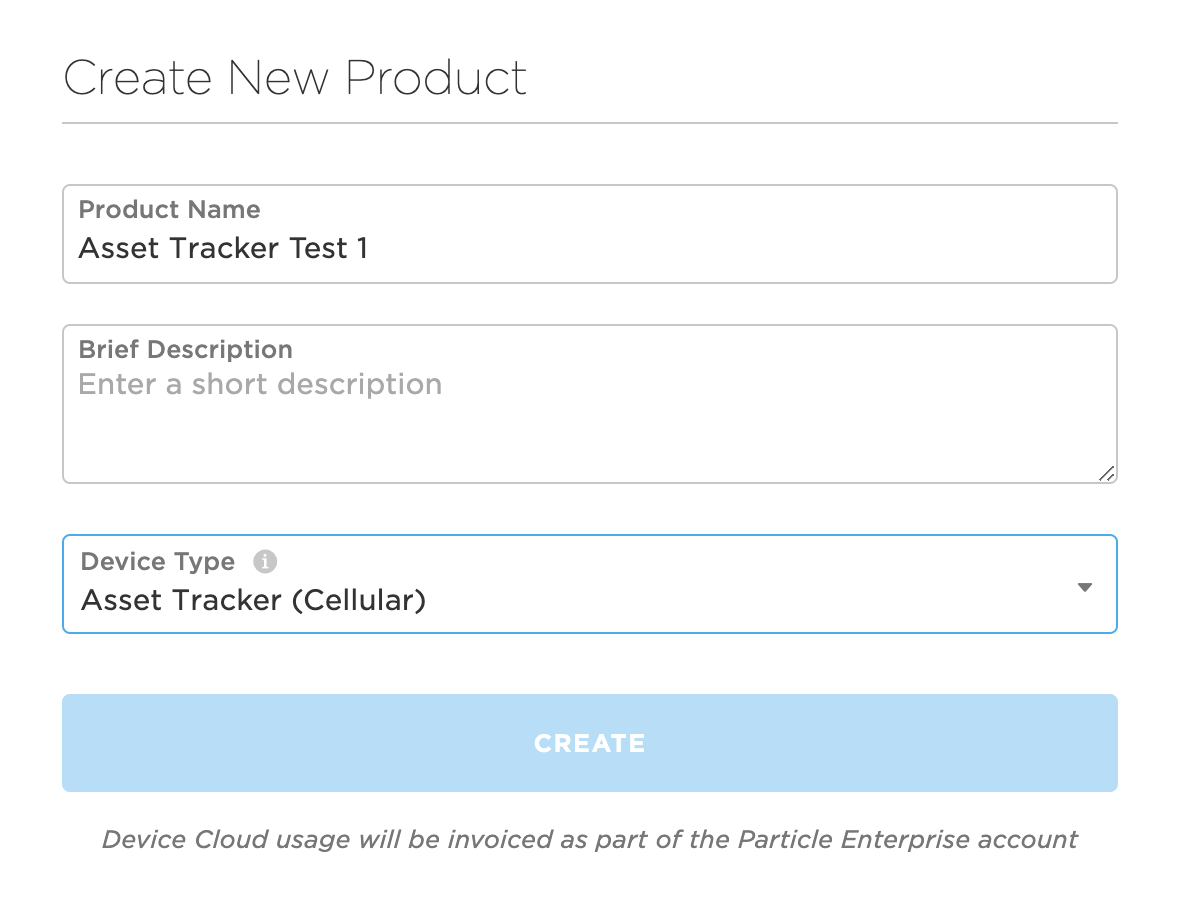 Create New Product
Product Name
Asset Tracker Test 1
Brief Description
Enter a short description
Device Type i
Asset Tracker (Cellular)
CREATE
Device Cloud usage will be invoiced as part of the Particle Enterprise account